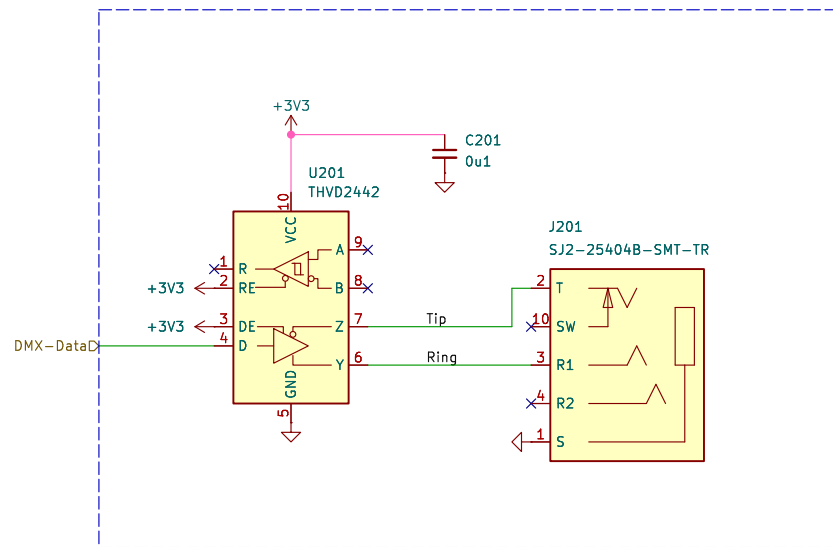 +3V3
C201
0u1
U201
THVD2442
10
VCC
1 R
A 9
2 RE
+3V3
B 8
3 DE
+3V3
Z 7
4 D
DMX-Data
Y 6
GND
5
Tip
Ring
J201
SJ2-25404B-SMT-TR
2 T
10 SW
3 R1
4 R2
1 S